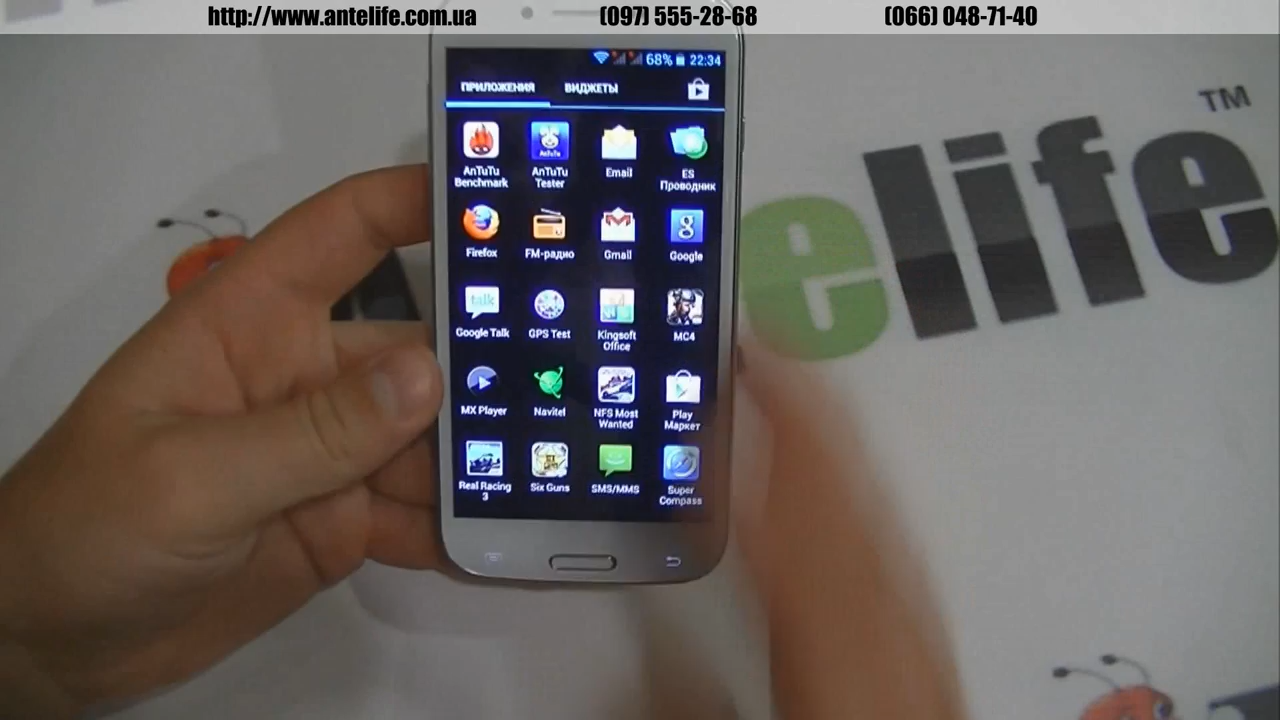 http://www.antelife.com.ua (097) 555-28-68 (066) 048-71-40
68% 22:34
ПРИЛОЖЕНИЯ ВИДЖЕТЫ
AnTuTu Benchmark
AnTuTu Tester
Email
ES Проводник
Firefox
FM-радио
Gmail
Google
Google Talk
GPS Test
Kingsoft Office
MC4
MX Player
Navitel
NFS Most Wanted
Play Маркет
Real Racing 3
Six Guns
SMS/MMS
Super Compass
elife TM